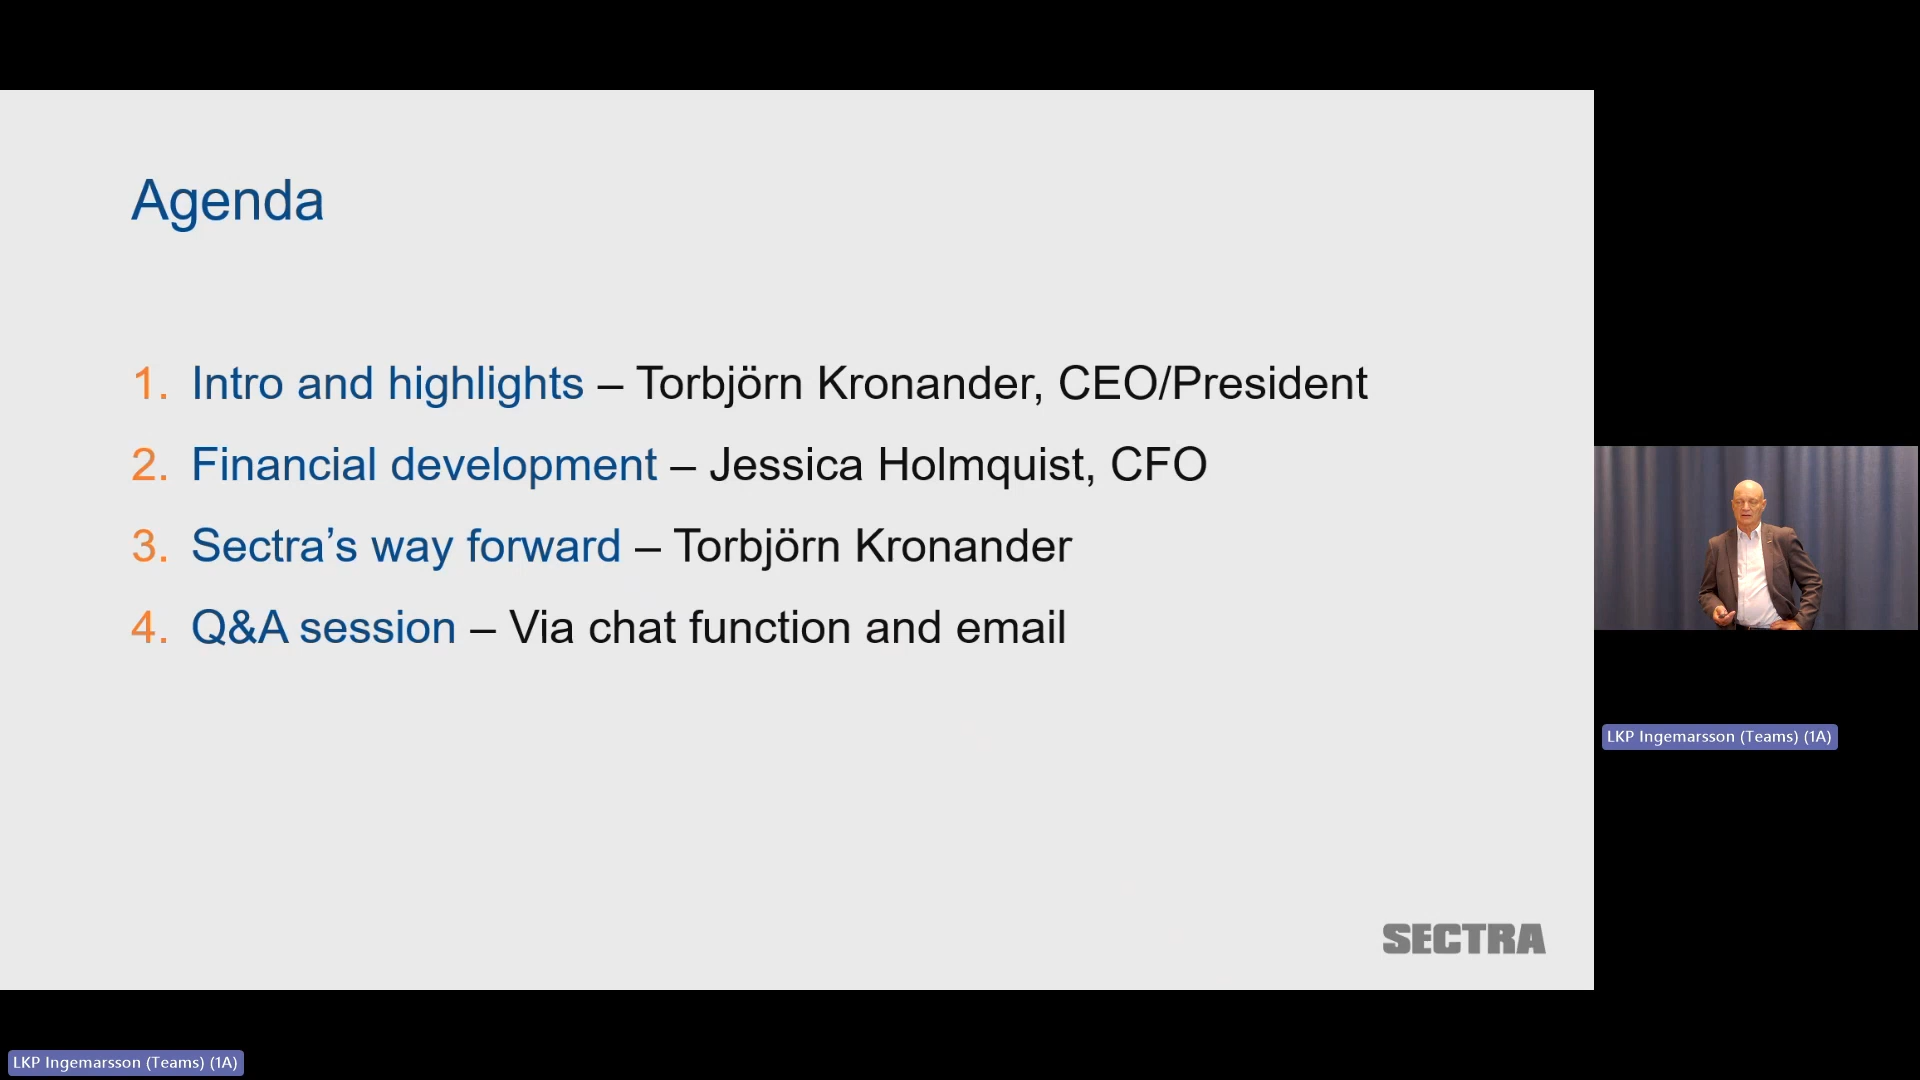 Agenda
1. Intro and highlights – Torbjörn Kronander, CEO/President
2. Financial development – Jessica Holmquist, CFO
3. Sectra’s way forward – Torbjörn Kronander
4. Q&A session – Via chat function and email
SECTRA
LKP Ingemarsson (Teams) (1A)
LKP Ingemarsson (Teams) (1A)